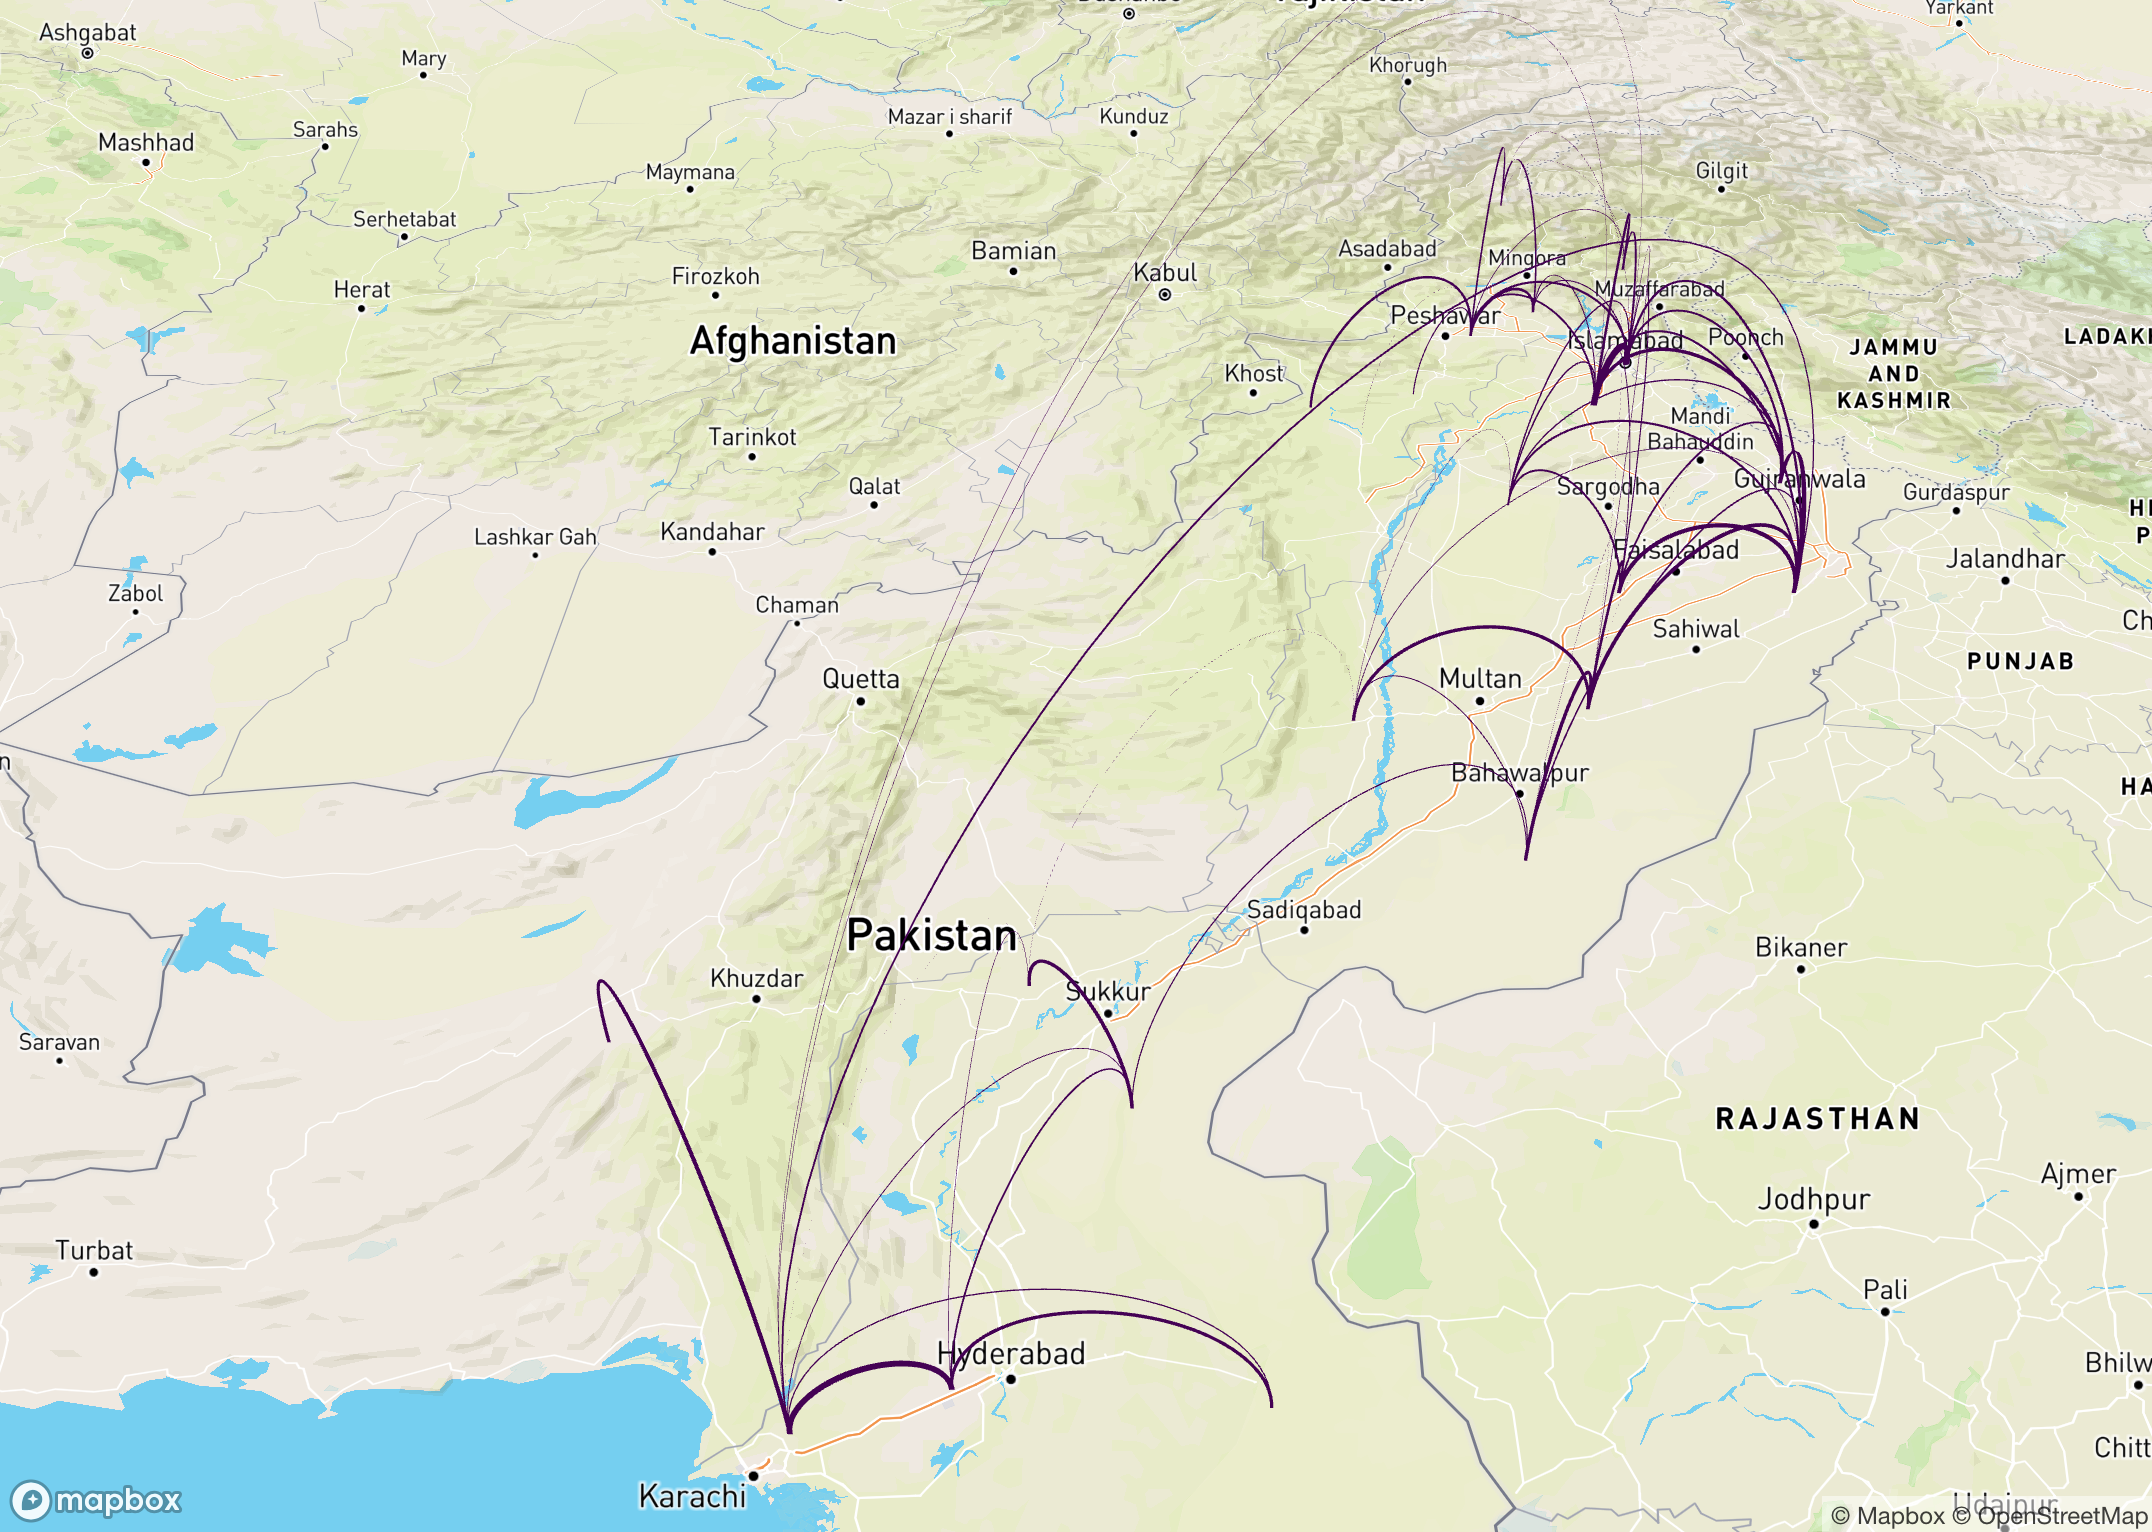 Yarkant
Ashgabat
Mary
Khorugh
Mazar i sharif
Kunduz
Sarahs
Mashhad
Maymana
Gilgit
Serhetabat
Bamian
Asadabad
Mingora
Kabul
Firozkoh
Herat
Muzaffarabad
Peshawar
Afghanistan
Islamabad
Poonch
LADAKH
JAMMU
AND
KASHMIR
Khost
Mandi
Bahauddin
Tarinkot
Gujranwala
Qalat
Sargodha
Gurdaspur
Kandahar
Lashkar Gah
Faisalabad
Jalandhar
Zabol
Chaman
Sahiwal
Ch
PUNJAB
Quetta
Multan
n
Bahawalpur
HA
Sadiqabad
Pakistan
Bikaner
Khuzdar
Sukkur
Saravan
RAJASTHAN
Ajmer
Jodhpur
Turbat
Pali
Hyderabad
Bhilw
Chitt
Karachi
mapbox
Udaipur
© Mapbox © OpenStreetMap